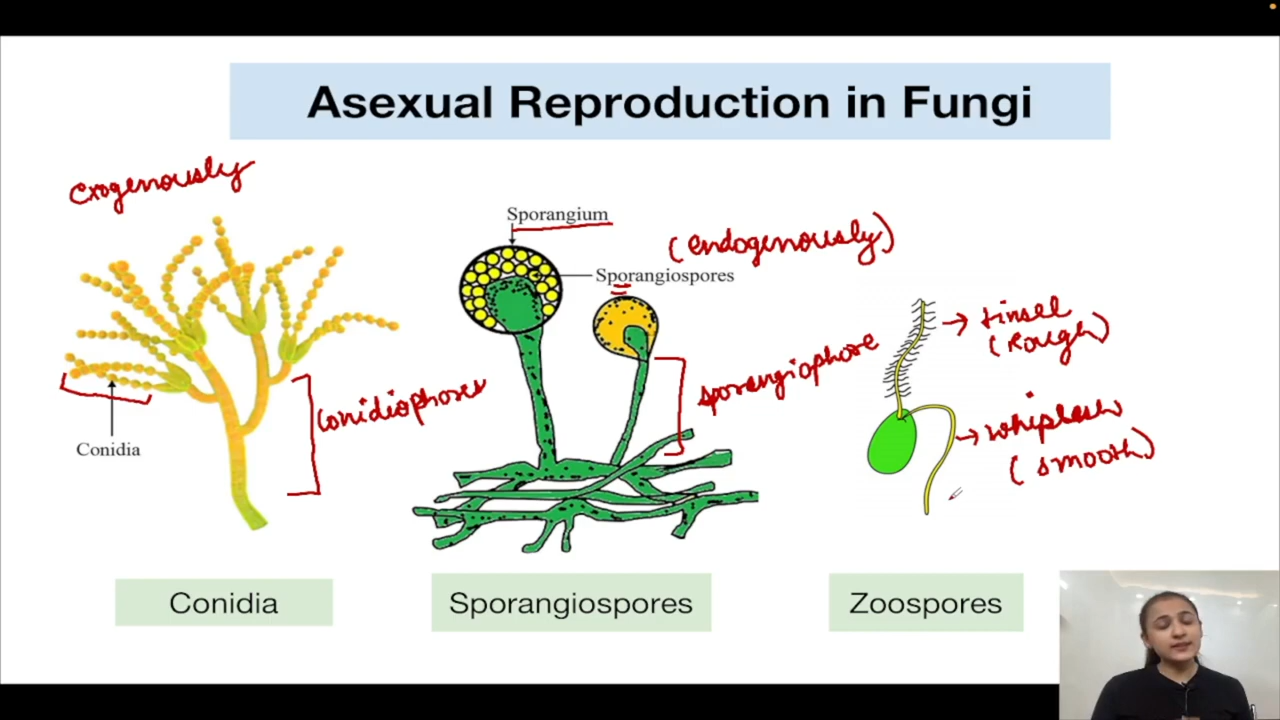 Asexual Reproduction in Fungi
exogenously
Sporangium
(endogenously)
Sporangiospores
tinsel
(Rough)
conidiophores
sporangiophore
whiplash
(smooth)
Conidia
Conidia
Sporangiospores
Zoospores